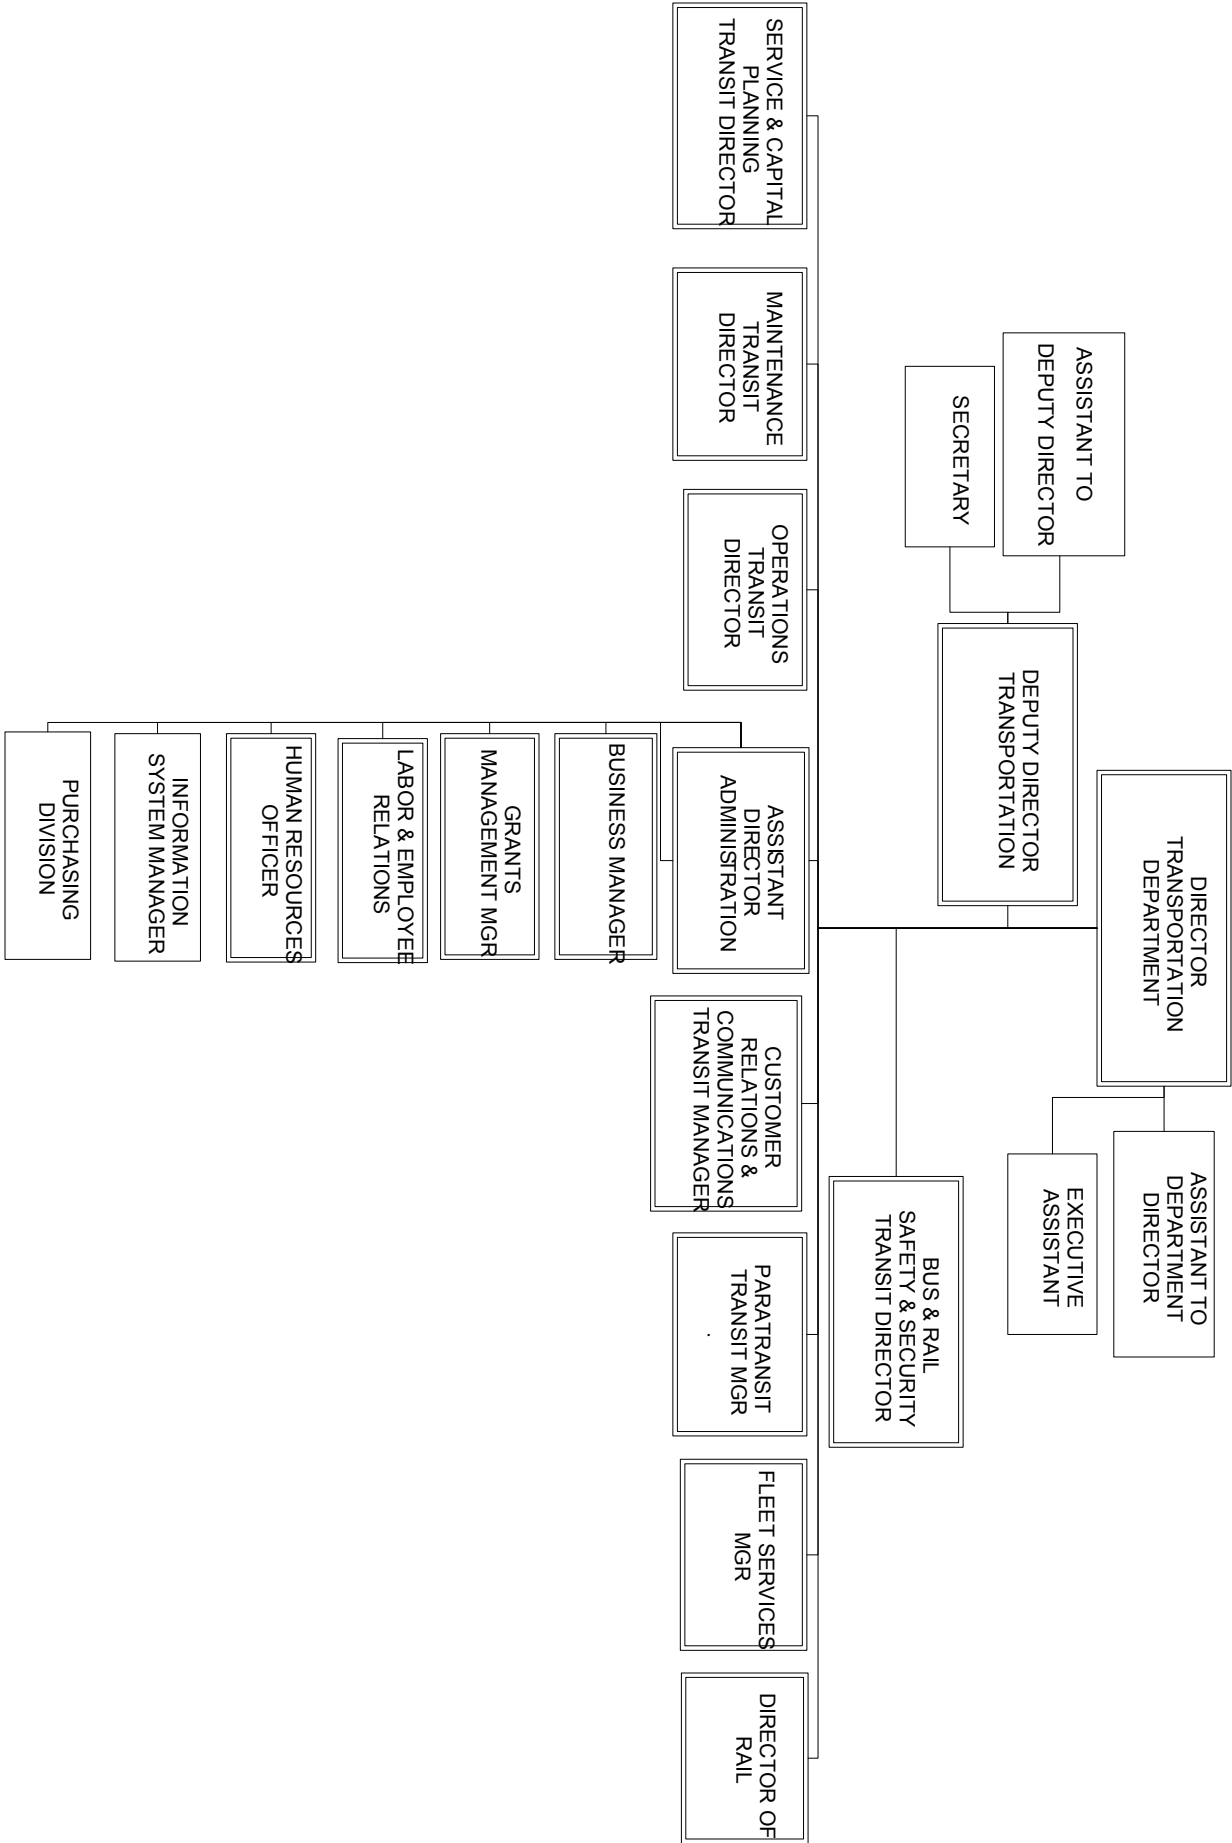 DIRECTOR
TRANSPORTATION
DEPARTMENT
ASSISTANT TO
DEPARTMENT
DIRECTOR
EXECUTIVE
ASSISTANT
ASSISTANT TO
DEPUTY DIRECTOR
SECRETARY
DEPUTY DIRECTOR
TRANSPORTATION
BUS & RAIL
SAFETY & SECURITY
TRANSIT DIRECTOR
SERVICE & CAPITAL
PLANNING
TRANSIT DIRECTOR
MAINTENANCE
TRANSIT
DIRECTOR
OPERATIONS
TRANSIT
DIRECTOR
ASSISTANT
DIRECTOR
ADMINISTRATION
CUSTOMER
RELATIONS &
COMMUNICATIONS
TRANSIT MANAGER
PARATRANSIT
TRANSIT MGR
.
FLEET SERVICES
MGR
DIRECTOR OF
RAIL
BUSINESS MANAGER
GRANTS
MANAGEMENT MGR
LABOR & EMPLOYEE
RELATIONS
HUMAN RESOURCES
OFFICER
INFORMATION
SYSTEM MANAGER
PURCHASING
DIVISION